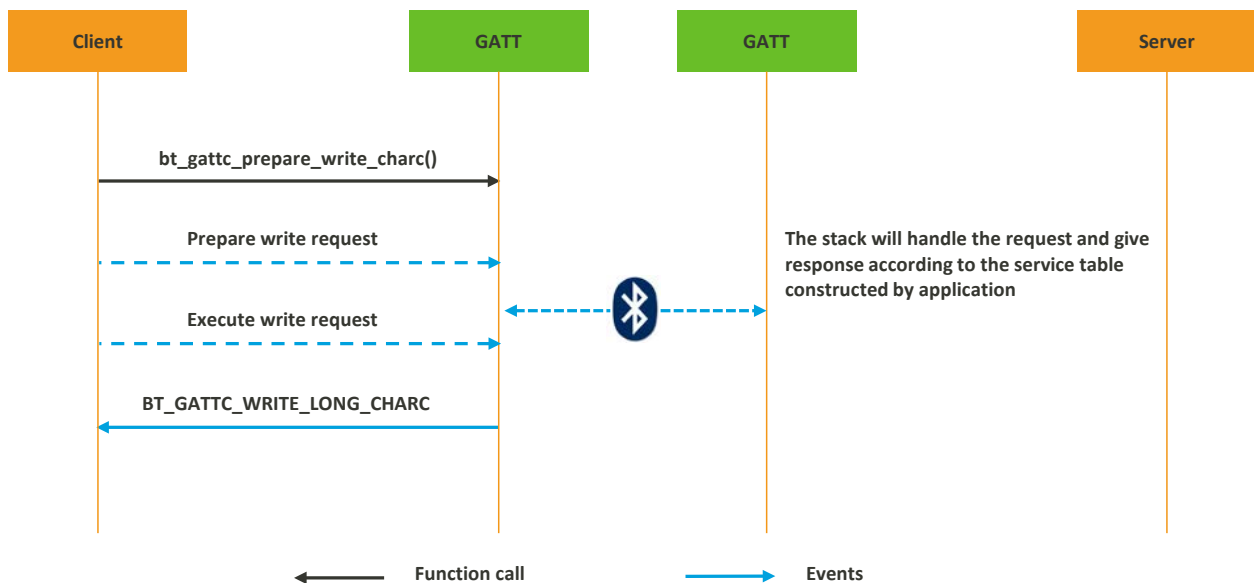 Client
GATT
GATT
Server
bt_gattc_prepare_write_charc()
Prepare write request
The stack will handle the request and give
response according to the service table
constructed by application
Execute write request
BT_GATTC_WRITE_LONG_CHARC
Function call
Events